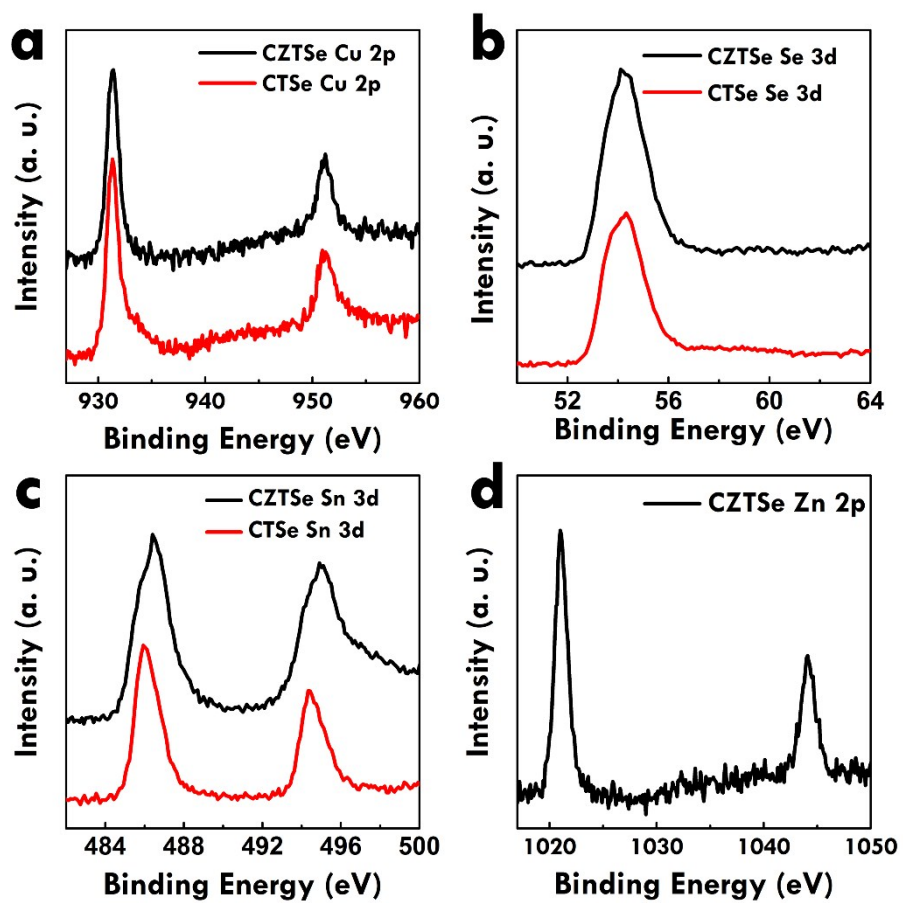 a
CZTSe Cu 2p
CTSe Cu 2p
Intensity (a. u.)
930 940 950 960
Binding Energy (eV)
b
CZTSe Se 3d
CTSe Se 3d
Intensity (a. u.)
52 56 60 64
Binding Energy (eV)
c
CZTSe Sn 3d
CTSe Sn 3d
Intensity (a. u.)
484 488 492 496 500
Binding Energy (eV)
d
CZTSe Zn 2p
Intensity (a. u.)
1020 1030 1040 1050
Binding Energy (eV)